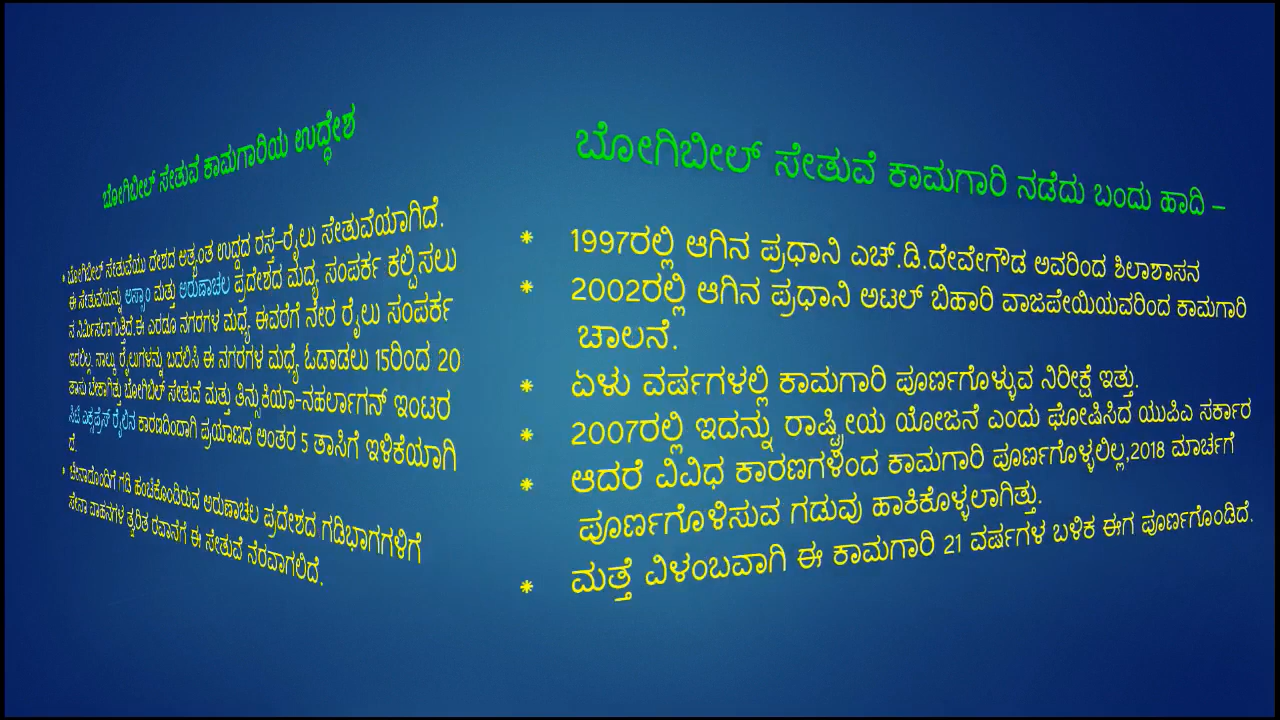 ಬೋಗಿಬೀಲ್ ಸೇತುವೆ ಕಾಮಗಾರಿಯ ಉದ್ಧೇಶ
• ಬೋಗಿಬೀಲ್ ಸೇತುವೆಯು ದೇಶದ ಅತ್ಯಂತ ಉದ್ದದ ರಸ್ತೆ-ರೈಲು ಸೇತುವೆಯಾಗಿದೆ.
ಈ ಸೇತುವೆಯನ್ನು ಅಸ್ಸಾಂ ಮತ್ತು ಅರುಣಾಚಲ ಪ್ರದೇಶದ ಮದ್ಯ ಸಂಪರ್ಕ ಕಲ್ಪಿಸಲು
ನ ನಿರ್ಮಿಸಲಾಗುತ್ತಿದೆ.ಈ ಎರಡೂ ನಗರಗಳ ಮಧ್ಯೆ ಈವರೆಗೆ ನೇರ ರೈಲು ಸಂಪರ್ಕ
ಇರಲಿಲ್ಲ. ನಾಲ್ಕು ರೈಲುಗಳನ್ನು ಬದಲಿಸಿ ಈ ನಗರಗಳ ಮಧ್ಯೆ ಓಡಾಡಲು 15ರಿಂದ 20
ತಾಸು ಬೇಕಾಗಿತ್ತು ಬೋಗಿಬಿಲ್ ಸೇತುವೆ ಮತ್ತು ತಿನ್ಸುಕಿಯಾ-ನಹರ್ಲಾಗನ್ ಇಂಟರ
ಸಿಟಿ ಎಕ್ಸಪ್ರೆಸ್ ರೈಲಿನ ಕಾರಣದಿಂದಾಗಿ ಪ್ರಯಾಣದ ಅಂತರ 5 ತಾಸಿಗೆ ಇಳಿಕೆಯಾಗಿ
ದೆ.
• ಚೀನಾದೊಂದಿಗೆ ಗಡಿ ಹಂಚಿಕೊಂಡಿರುವ ಅರುಣಾಚಲ ಪ್ರದೇಶದ ಗಡಿಭಾಗಗಳಿಗೆ
ಸೇನಾ ವಾಹನಗಳ ತ್ವರಿತ ರವಾನೆಗೆ ಈ ಸೇತುವೆ ನೆರವಾಗಲಿದೆ.
ಬೋಗಿಬೀಲ್ ಸೇತುವೆ ಕಾಮಗಾರಿ ನಡೆದು ಬಂದು ಹಾದಿ –
* 1997ರಲ್ಲಿ ಆಗಿನ ಪ್ರಧಾನಿ ಎಚ್.ಡಿ.ದೇವೇಗೌಡ ಅವರಿಂದ ಶಿಲಾಶಾಸನ
* 2002ರಲ್ಲಿ ಆಗಿನ ಪ್ರಧಾನಿ ಅಟಲ್ ಬಿಹಾರಿ ವಾಜಪೇಯಿಯವರಿಂದ ಕಾಮಗಾರಿ
ಚಾಲನೆ.
* ಏಳು ವರ್ಷಗಳಲ್ಲಿ ಕಾಮಗಾರಿ ಪೂರ್ಣಗೊಳ್ಳುವ ನಿರೀಕ್ಷೆ ಇತ್ತು.
* 2007ರಲ್ಲಿ ಇದನ್ನು ರಾಷ್ಟ್ರೀಯ ಯೋಜನೆ ಎಂದು ಘೋಷಿಸಿದ ಯುಪಿಎ ಸರ್ಕಾರ
* ಆದರೆ ವಿವಿಧ ಕಾರಣಗಳಿಂದ ಕಾಮಗಾರಿ ಪೂರ್ಣಗೊಳ್ಳಲಿಲ್ಲ,2018 ಮಾರ್ಚಗೆ
ಪೂರ್ಣಗೊಳಿಸುವ ಗಡುವು ಹಾಕಿಕೊಳ್ಳಲಾಗಿತ್ತು.
* ಮತ್ತೆ ವಿಳಂಬವಾಗಿ ಈ ಕಾಮಗಾರಿ 21 ವರ್ಷಗಳ ಬಳಿಕ ಈಗ ಪೂರ್ಣಗೊಂಡಿದೆ.